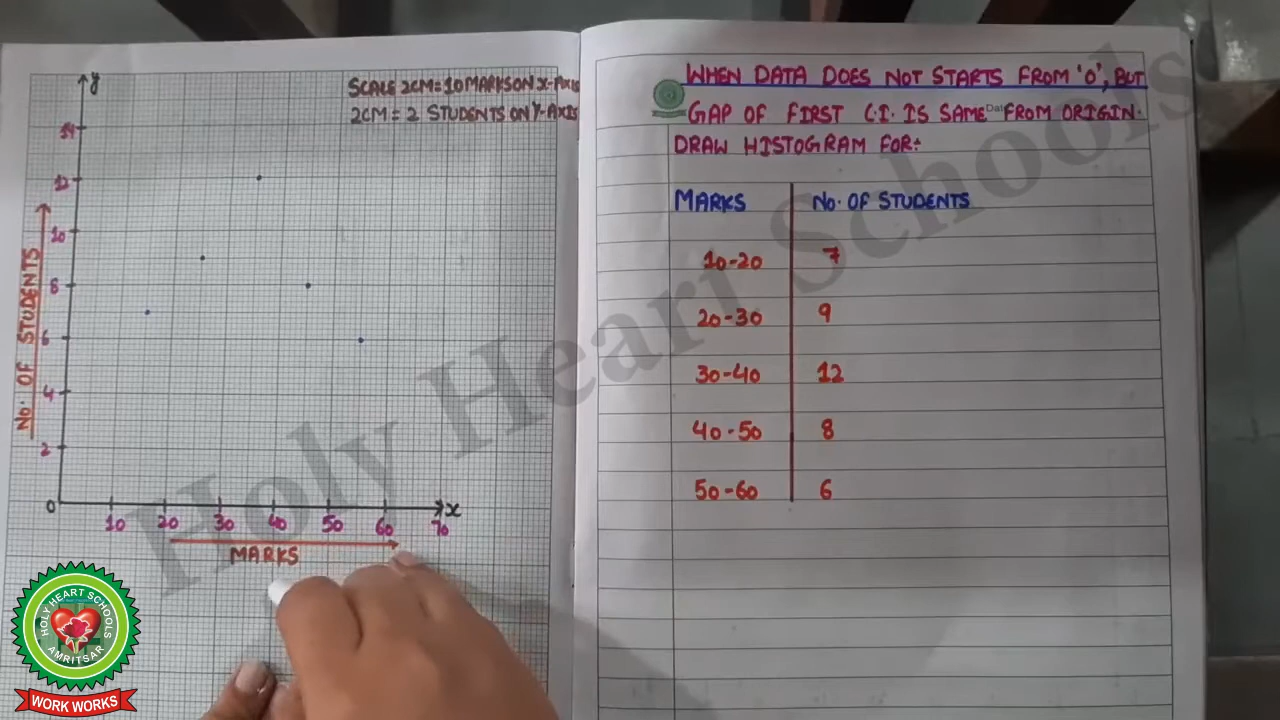 y
SCALE 2CM = 10 MARKS ON X-AXIS
2CM = 2 STUDENTS ON Y-AXIS
14
12
10
8
6
4
2
0
NO. OF STUDENTS
10 20 30 40 50 60 70
x
MARKS
WHEN DATA DOES NOT STARTS FROM '0', BUT
GAP OF FIRST C.I. IS SAME FROM ORIGIN.
DRAW HISTOGRAM FOR:-
MARKS NO. OF STUDENTS
10-20 7
20-30 9
30-40 12
40-50 8
50-60 6
Holy Heart Schools
HOLY HEART SCHOOLS
AMRITSAR
WORK WORKS